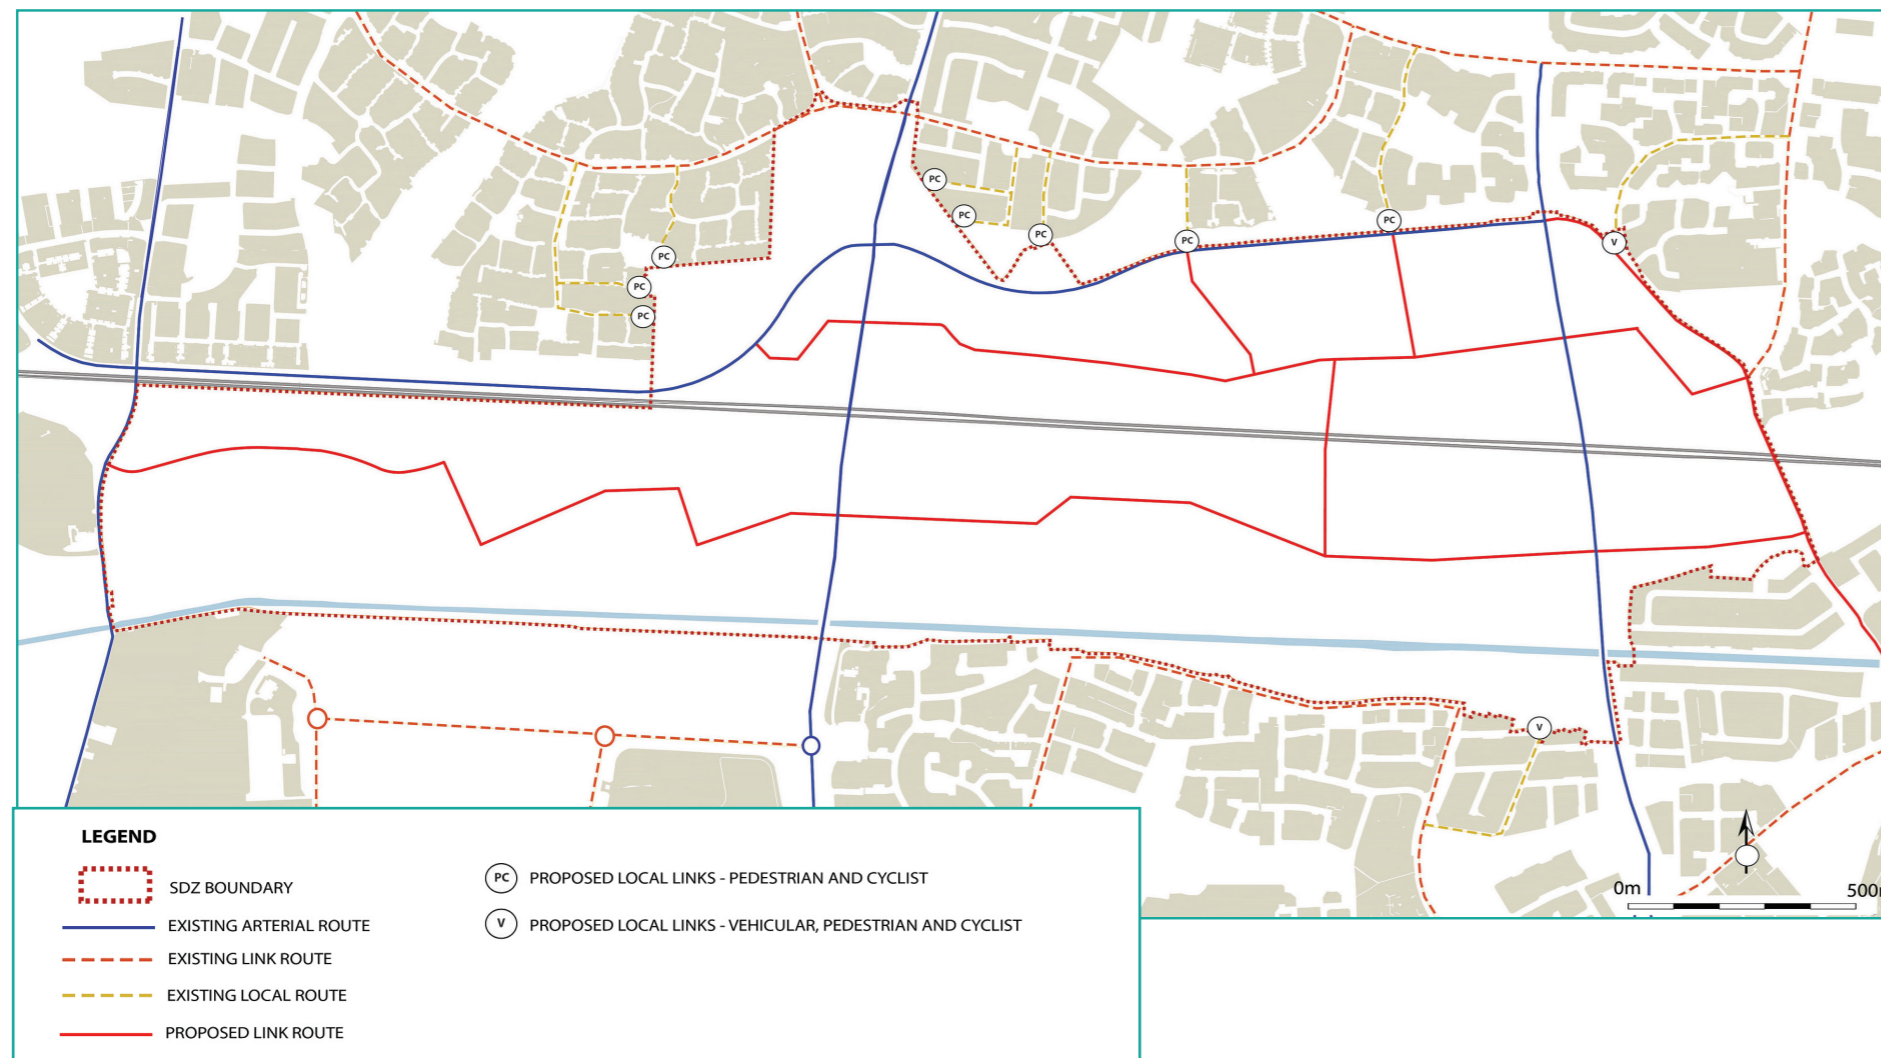 PC
PC
PC
PC
PC
V
PC
PC
PC
V
0m
500m
LEGEND
SDZ BOUNDARY
EXISTING ARTERIAL ROUTE
EXISTING LINK ROUTE
EXISTING LOCAL ROUTE
PROPOSED LINK ROUTE
PC PROPOSED LOCAL LINKS - PEDESTRIAN AND CYCLIST
V PROPOSED LOCAL LINKS - VEHICULAR, PEDESTRIAN AND CYCLIST